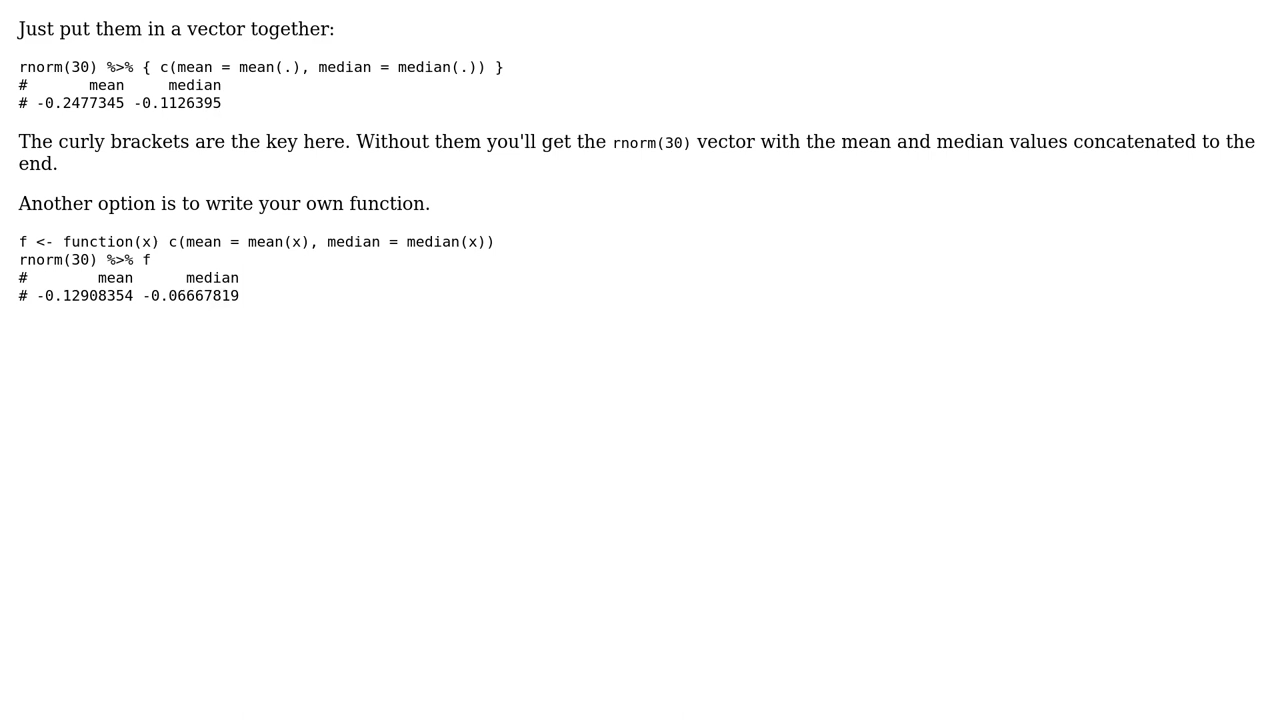 Just put them in a vector together:
rnorm(30) %>% { c(mean = mean(.), median = median(.)) }
#       mean     median
# -0.2477345 -0.1126395
The curly brackets are the key here. Without them you'll get the rnorm(30) vector with the mean and median values concatenated to the
end.
Another option is to write your own function.
f <- function(x) c(mean = mean(x), median = median(x))
rnorm(30) %>% f
#        mean      median
# -0.12908354 -0.06667819